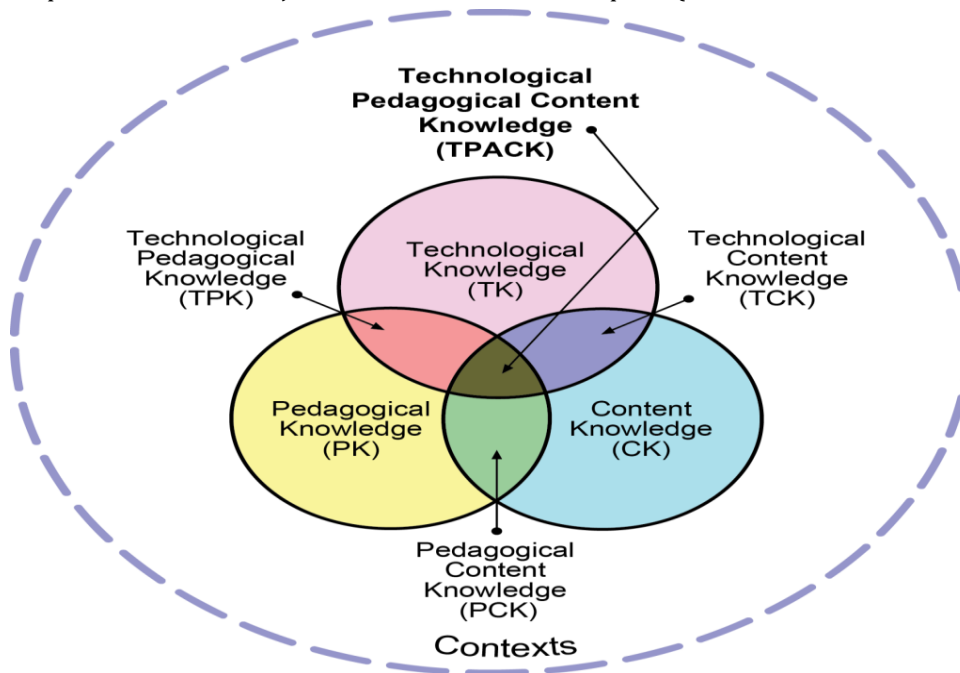 Technological
Pedagogical Content
Knowledge
(TPACK)
Technological
Pedagogical
Knowledge
(TPK)
Technological
Knowledge
(TK)
Technological
Content
Knowledge
(TCK)
Pedagogical
Knowledge
(PK)
Content
Knowledge
(CK)
Pedagogical
Content
Knowledge
(PCK)
Contexts